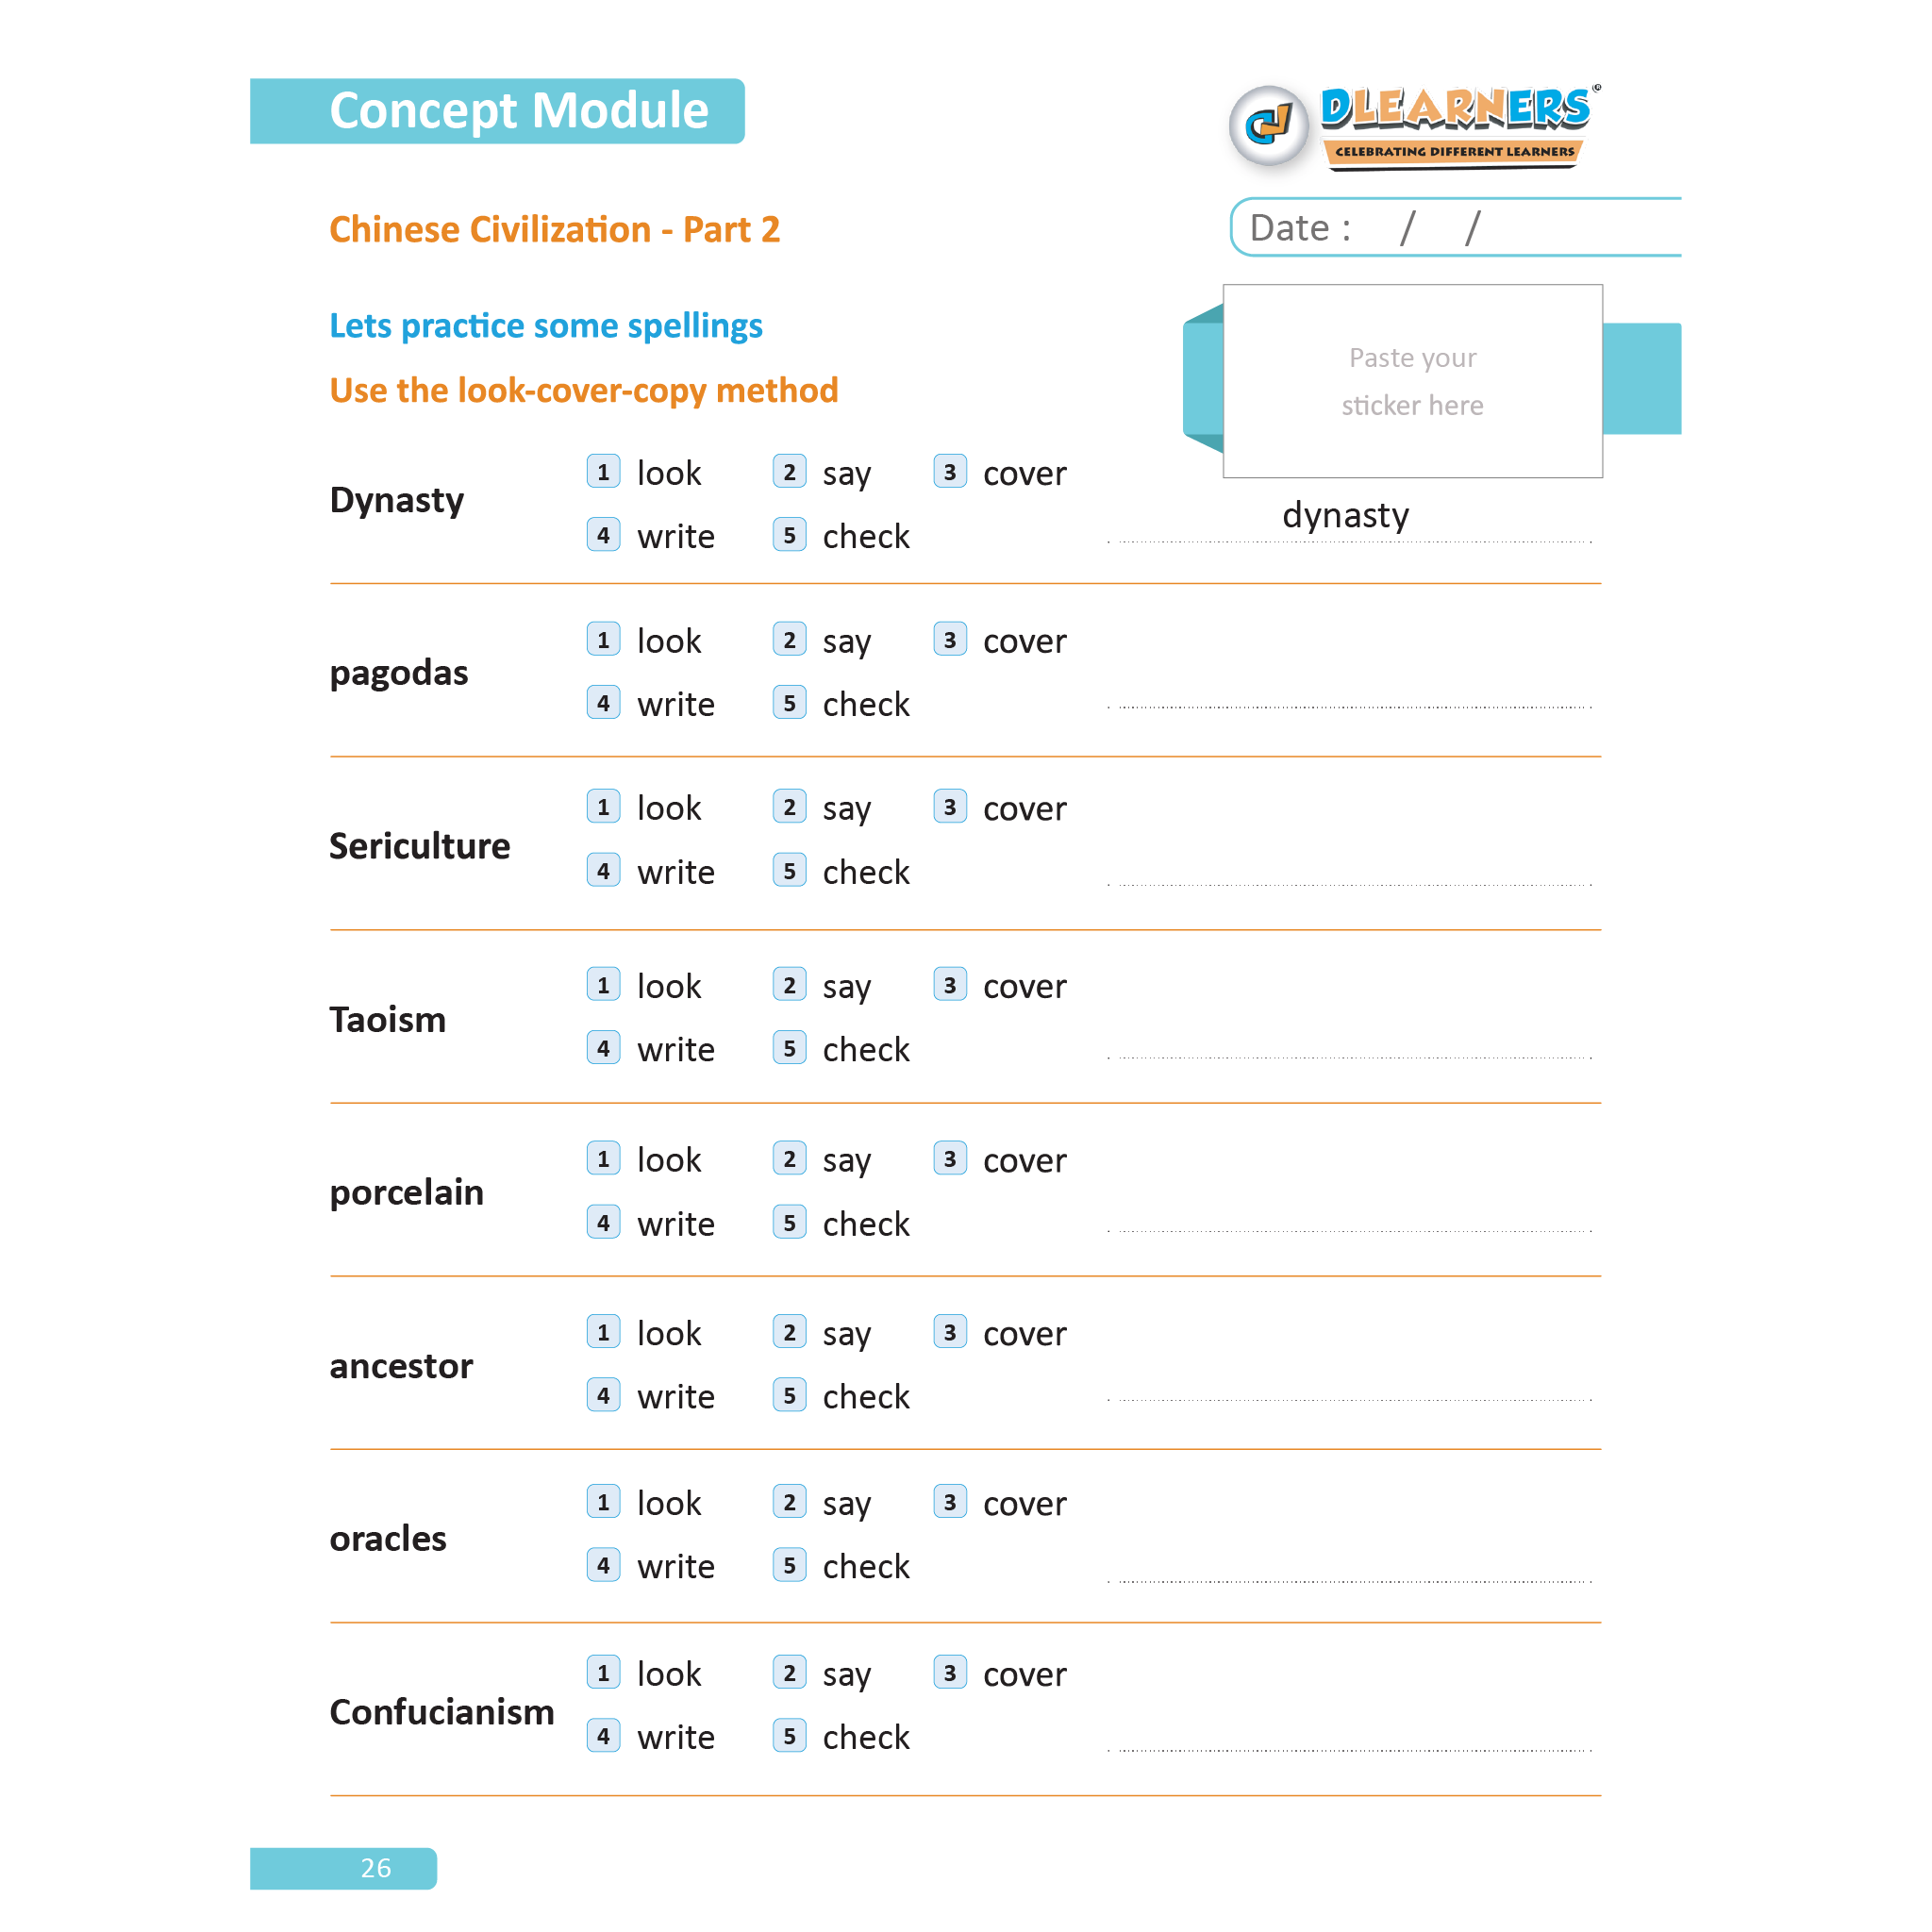 Concept Module
DLEARNERS®
CELEBRATING DIFFERENT LEARNERS
Chinese Civilization - Part 2
Date : / /
Lets practice some spellings
Paste your
sticker here
Use the look-cover-copy method
Dynasty
1 look 2 say 3 cover
4 write 5 check
dynasty
pagodas
1 look 2 say 3 cover
4 write 5 check
Sericulture
1 look 2 say 3 cover
4 write 5 check
Taoism
1 look 2 say 3 cover
4 write 5 check
porcelain
1 look 2 say 3 cover
4 write 5 check
ancestor
1 look 2 say 3 cover
4 write 5 check
oracles
1 look 2 say 3 cover
4 write 5 check
Confucianism
1 look 2 say 3 cover
4 write 5 check
26